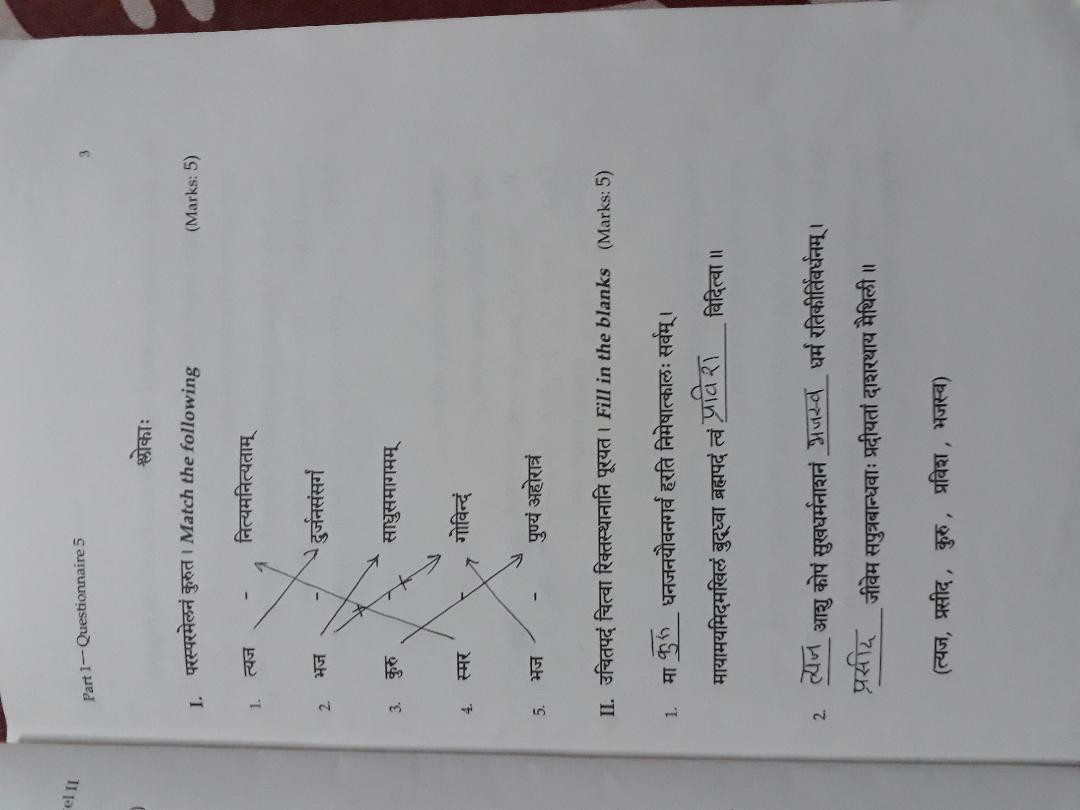 el II
)
Part 1—Questionnaire 5 3
श्लोकाः
I. परस्परमेलनं कुरुत । Match the following (Marks: 5)
1. त्यज - नित्यमनित्यताम्
2. भज - दुर्जनसंसर्गं
3. कुरु - साधुसमागमम्
4. स्मर - गोविन्दं
5. भज - पुण्यं अहोरात्रं
II. उचितपदं चित्वा रिक्तस्थानानि पूरयत । Fill in the blanks (Marks: 5)
1. मा कुरु धनजनयौवनगर्वं हरति निमेषात्कालः सर्वम् ।
मायामयमिदमखिलं बुद्ध्वा ब्रह्मपदं त्वं प्रविश विदित्वा ॥
2. त्यज आशु कोपं सुखधर्मनाशनं भजस्व धर्मं रतिकीर्तिवर्धनम् ।
प्रसीद जीवेम सपुत्रबान्धवाः प्रदीयतां दाशरथाय मैथिली ॥
(त्यज, प्रसीद , कुरु , प्रविश , भजस्व)